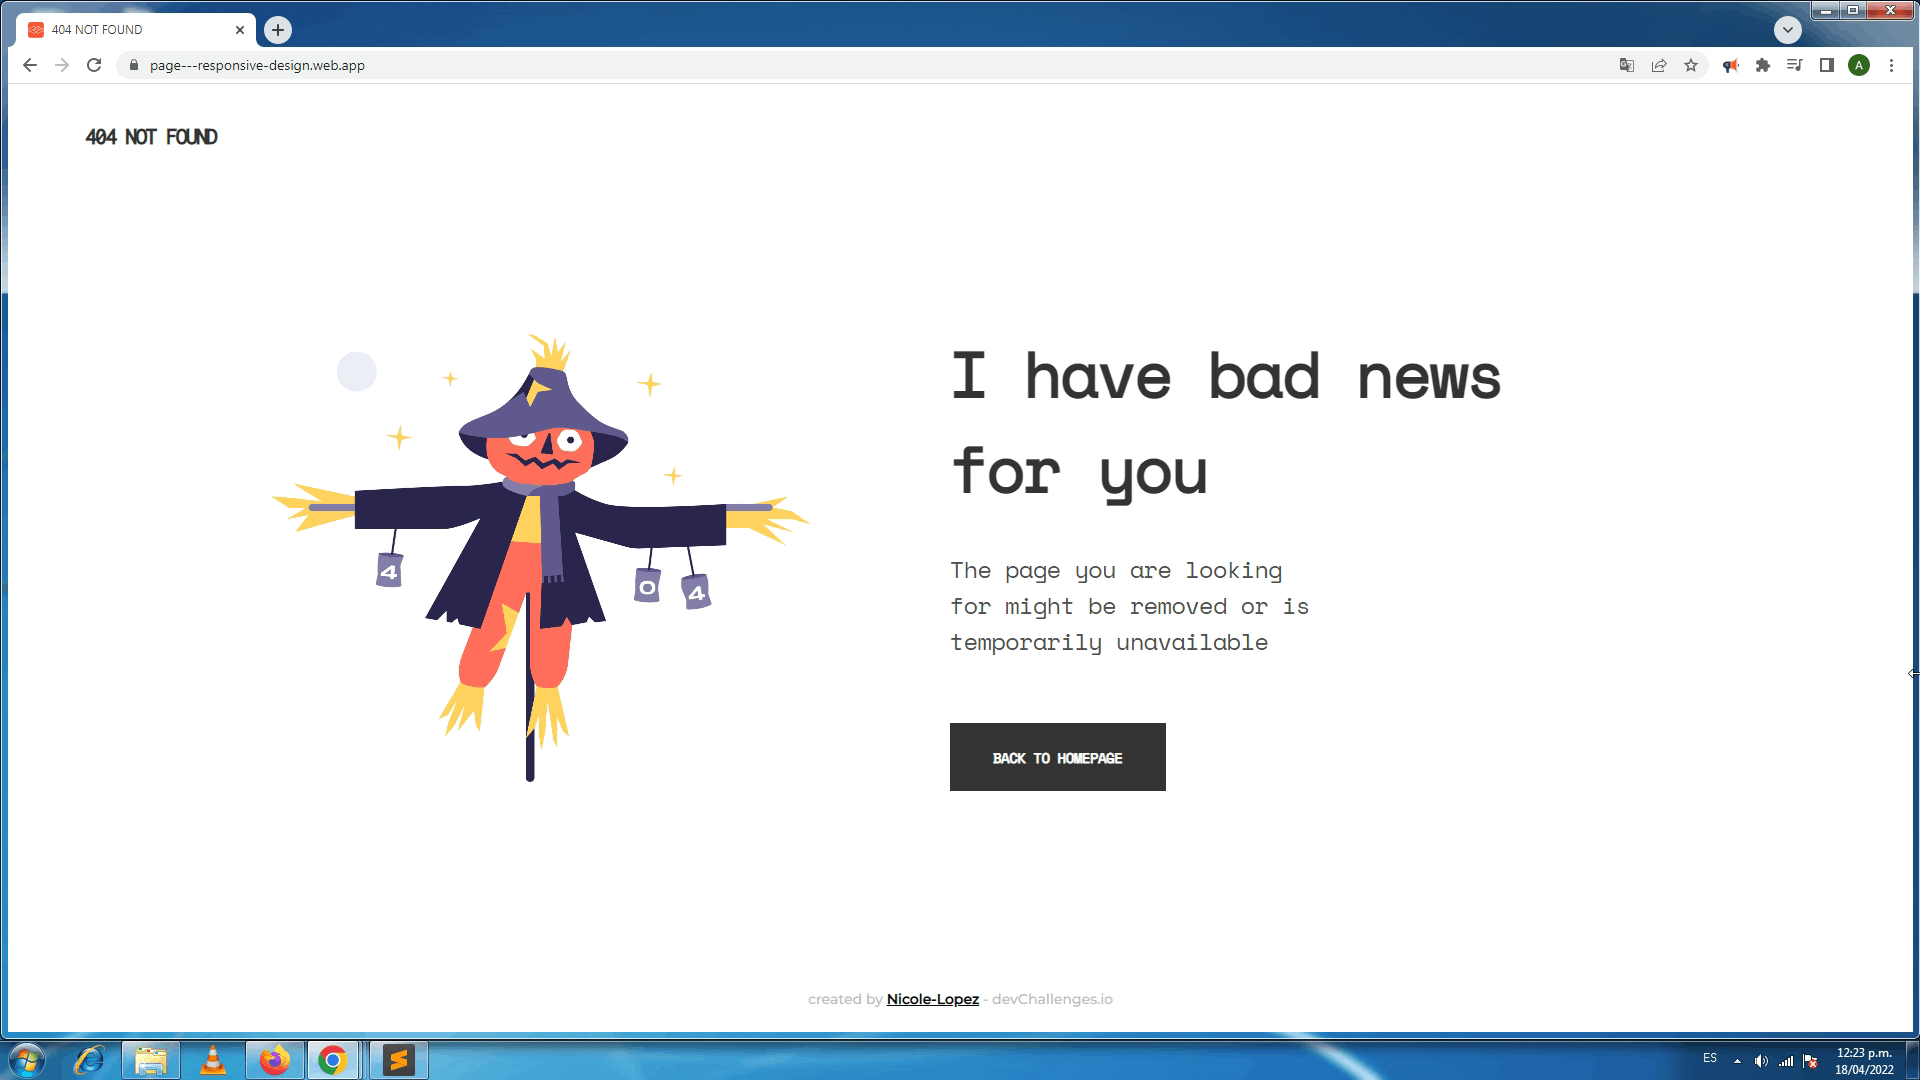 404 NOT FOUND
page---responsive-design.web.app
A
404 NOT FOUND
I have bad news
for you
4
0
4
The page you are looking
for might be removed or is
temporarily unavailable
BACK TO HOMEPAGE
created by Nicole-Lopez - devChallenges.io
ES
12:23 p.m.
18/04/2022